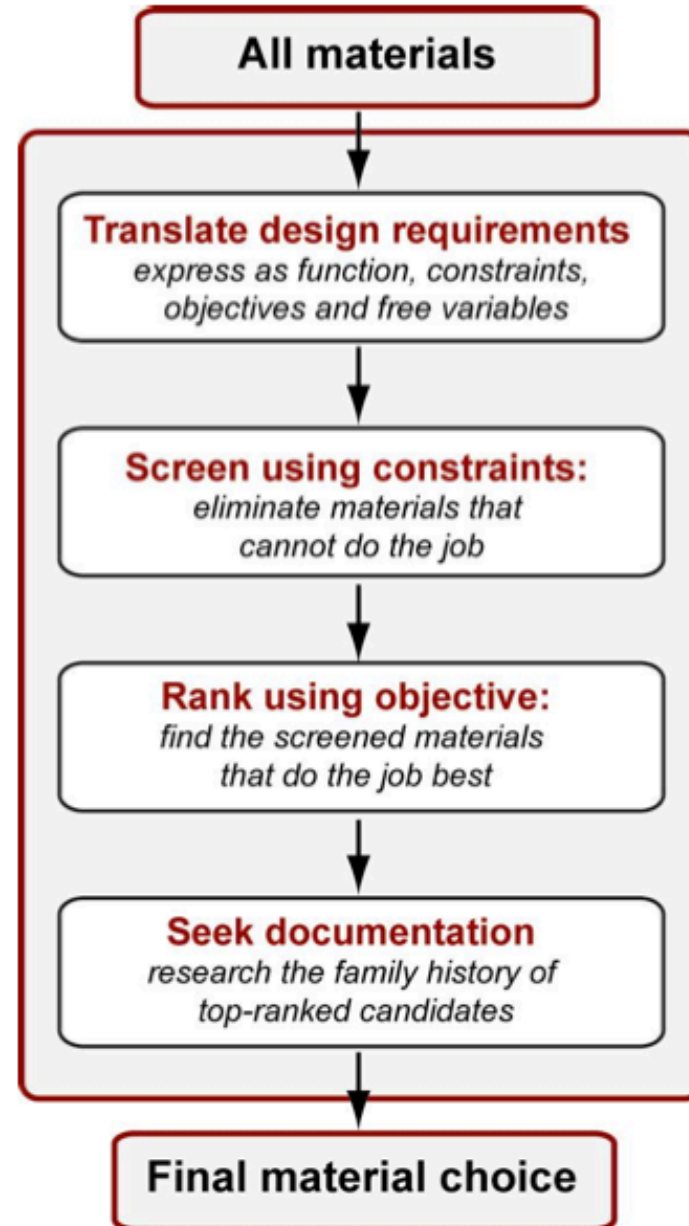 All materials
Translate design requirements
express as function, constraints,
objectives and free variables
Screen using constraints:
eliminate materials that
cannot do the job
Rank using objective:
find the screened materials
that do the job best
Seek documentation
research the family history of
top-ranked candidates
Final material choice